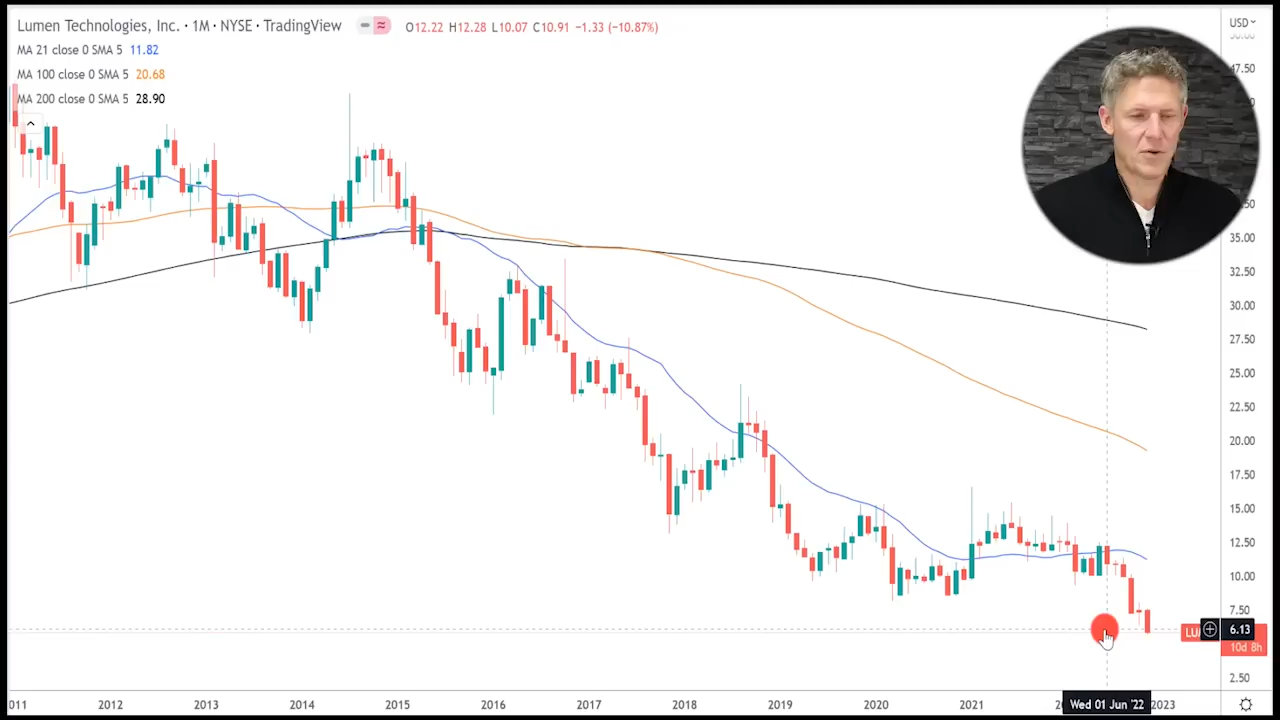 Lumen Technologies, Inc. · 1M · NYSE · TradingView O12.22 H12.28 L10.07 C10.91 −1.33 (−10.87%)
MA 21 close 0 SMA 5 11.82
MA 100 close 0 SMA 5 20.68
MA 200 close 0 SMA 5 28.90
USD
47.50
35.00
32.50
30.00
27.50
25.00
22.50
20.00
17.50
15.00
12.50
10.00
7.50
6.13
10d 8h
2.50
2012 2013 2014 2015 2016 2017 2018 2019 2020 2021 Wed 01 Jun '22 2023